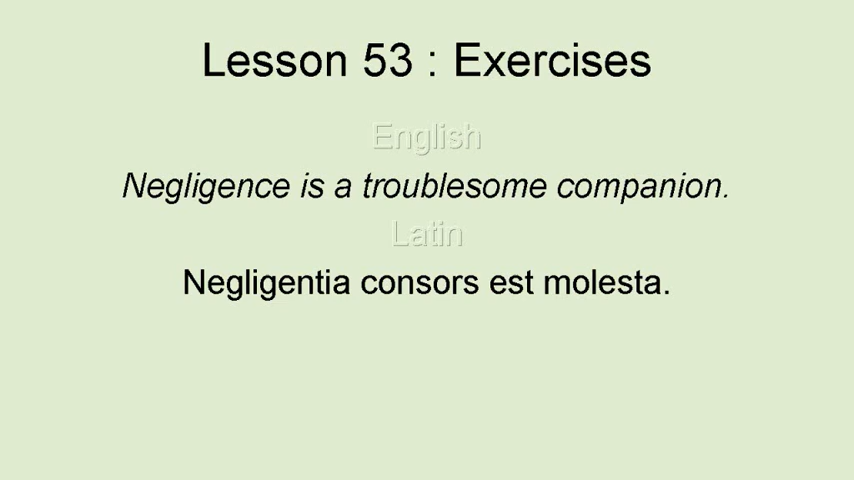 Lesson 53 : Exercises
English
Negligence is a troublesome companion.
Latin
Negligentia consors est molesta.